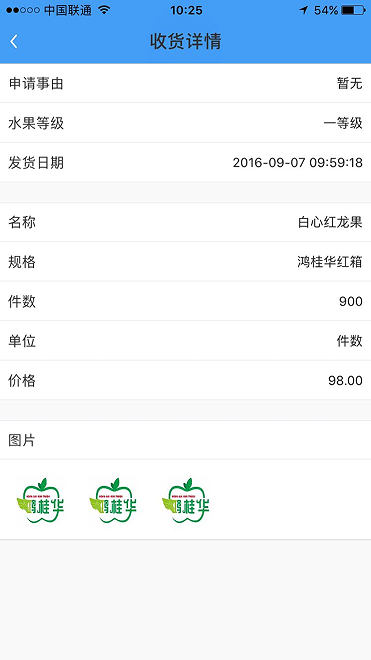 中国联通 10:25 54%
收货详情
申请事由 暂无
水果等级 一等级
发货日期 2016-09-07 09:59:18
名称 白心红龙果
规格 鸿桂华红箱
件数 900
单位 件数
价格 98.00
图片
鸿桂华 鸿桂华 鸿桂华